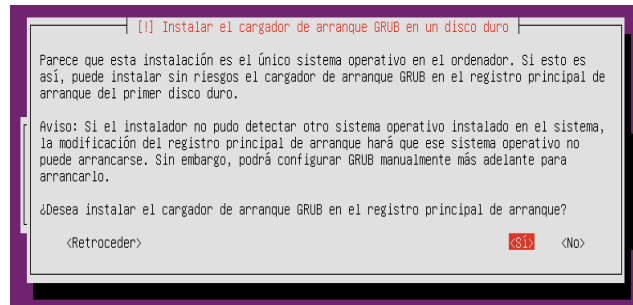 [!] Instalar el cargador de arranque GRUB en un disco duro
Parece que esta instalación es el único sistema operativo en el ordenador. Si esto es
así, puede instalar sin riesgos el cargador de arranque GRUB en el registro principal de
arranque del primer disco duro.
Aviso: Si el instalador no pudo detectar otro sistema operativo instalado en el sistema,
la modificación del registro principal de arranque hará que ese sistema operativo no
puede arrancarse. Sin embargo, podrá configurar GRUB manualmente más adelante para
arrancarlo.
¿Desea instalar el cargador de arranque GRUB en el registro principal de arranque?
<Retroceder> <Sí> <No>